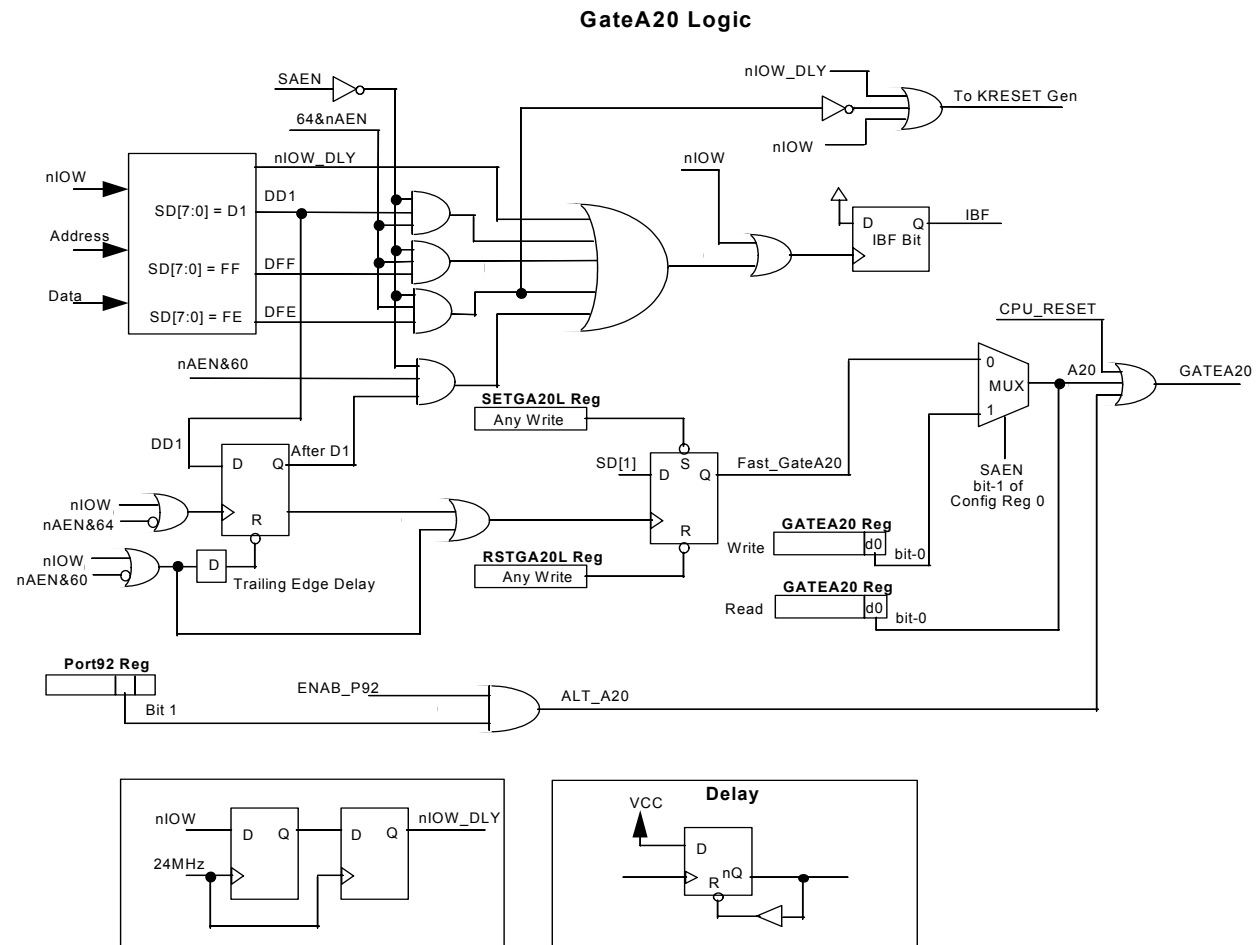 GateA20 Logic
SAEN
64&nAEN
nIOW_DLY
To KRESET Gen
nIOW
nIOW_DLY
nIOW
nIOW
DD1
SD[7:0] = D1
Address
SD[7:0] = FF
DFF
Data
SD[7:0] = FE
DFE
D Q
IBF Bit
IBF
CPU_RESET
nAEN&60
0
MUX
1
A20
GATEA20
SETGA20L Reg
Any Write
DD1
After D1
D Q
R
SD[1]
S
D Q
R
Fast_GateA20
SAEN
bit-1 of
Config Reg 0
nIOW
nAEN&64
nIOW
nAEN&60
D
Trailing Edge Delay
RSTGA20L Reg
Any Write
GATEA20 Reg
Write
d0
bit-0
GATEA20 Reg
Read
d0
bit-0
Port92 Reg
Bit 1
ENAB_P92
ALT_A20
nIOW
D Q
D Q
nIOW_DLY
24MHz
Delay
VCC
D
R nQ